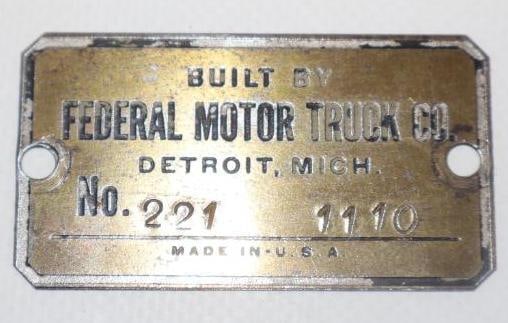 BUILT BY
FEDERAL MOTOR TRUCK CO.
DETROIT, MICH.
No. 221 1110
MADE IN-U.S.A